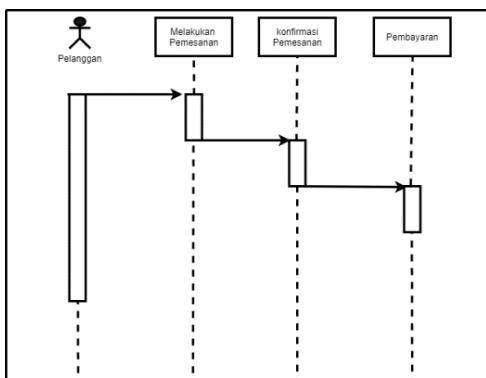 Pelanggan
Melakukan
Pemesanan
konfirmasi
Pemesanan
Pembayaran